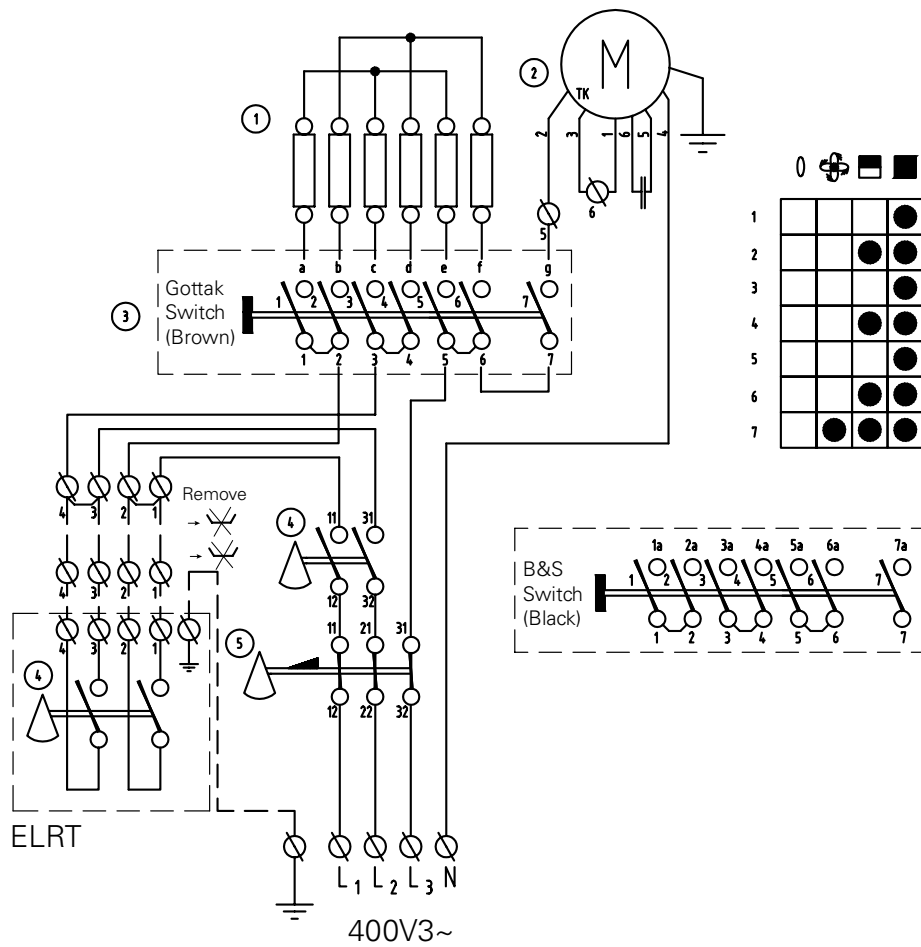 1
2
M
TK
2
3
1
6
5
4
6
5
a b c d e f g
Gottak
Switch
(Brown)
3
1 2 3 4 5 6 7
1 2 3 4 5 6 7
0
1
2
3
4
5
6
7
4 3 2 1
Remove
4
11 31
12 32
4 3 2 1
4 3 2 1
5
11 21 31
12 22 32
4
ELRT
B&S
Switch
(Black)
1a 2a 3a 4a 5a 6a 7a
1 2 3 4 5 6 7
1 2 3 4 5 6 7
L1 L2 L3 N
400V3~